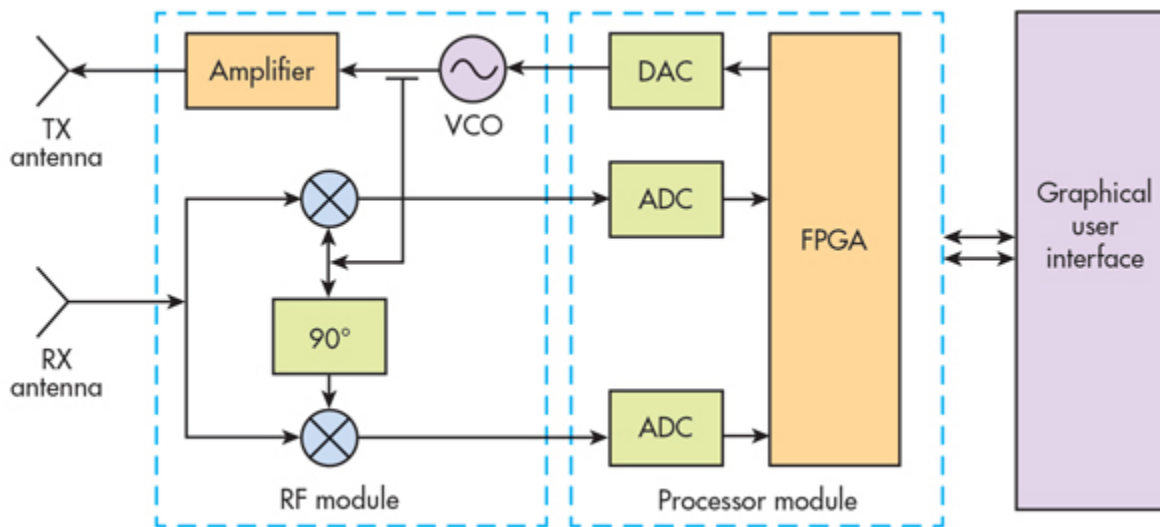 Amplifier
VCO
DAC
TX
antenna
ADC
FPGA
Graphical
user
interface
RX
antenna
90°
ADC
RF module
Processor module